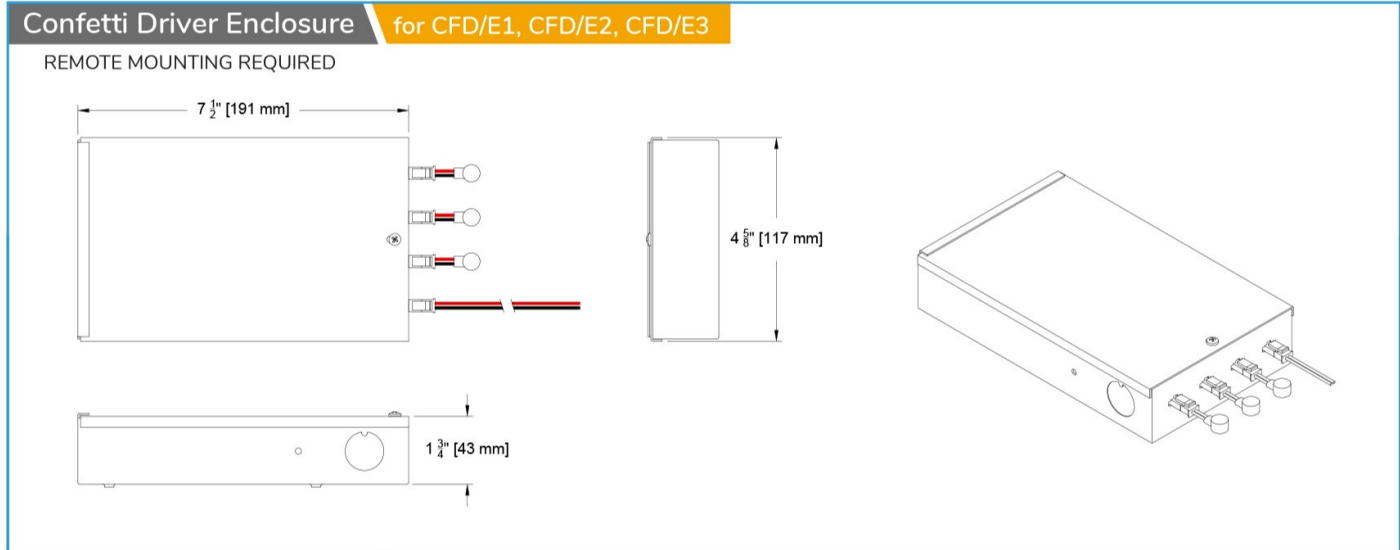 Confetti Driver Enclosure for CFD/E1, CFD/E2, CFD/E3
REMOTE MOUNTING REQUIRED
7 1/2" [191 mm]
4 5/8" [117 mm]
1 3/4" [43 mm]